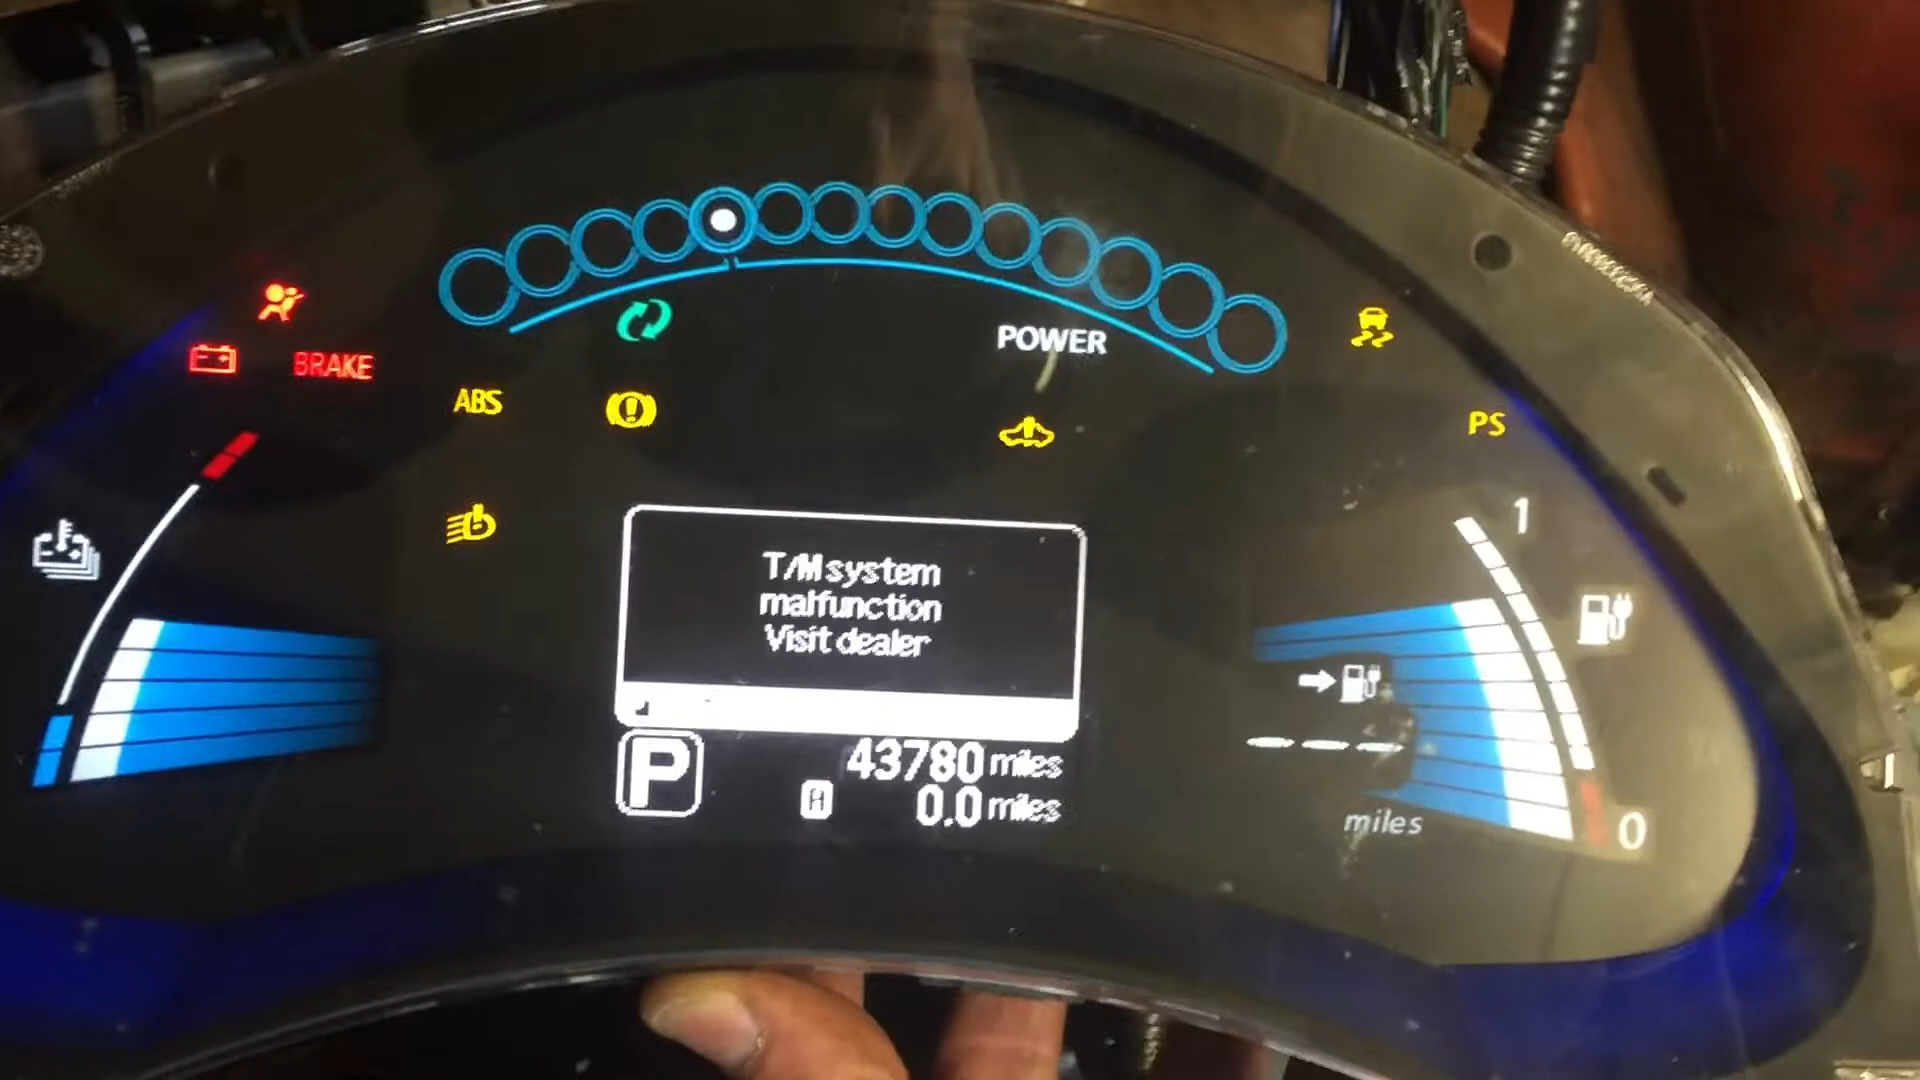 POWER
BRAKE
ABS
PS
1
T/M system
malfunction
Visit dealer
P
43780 miles
A
0.0 miles
miles
0